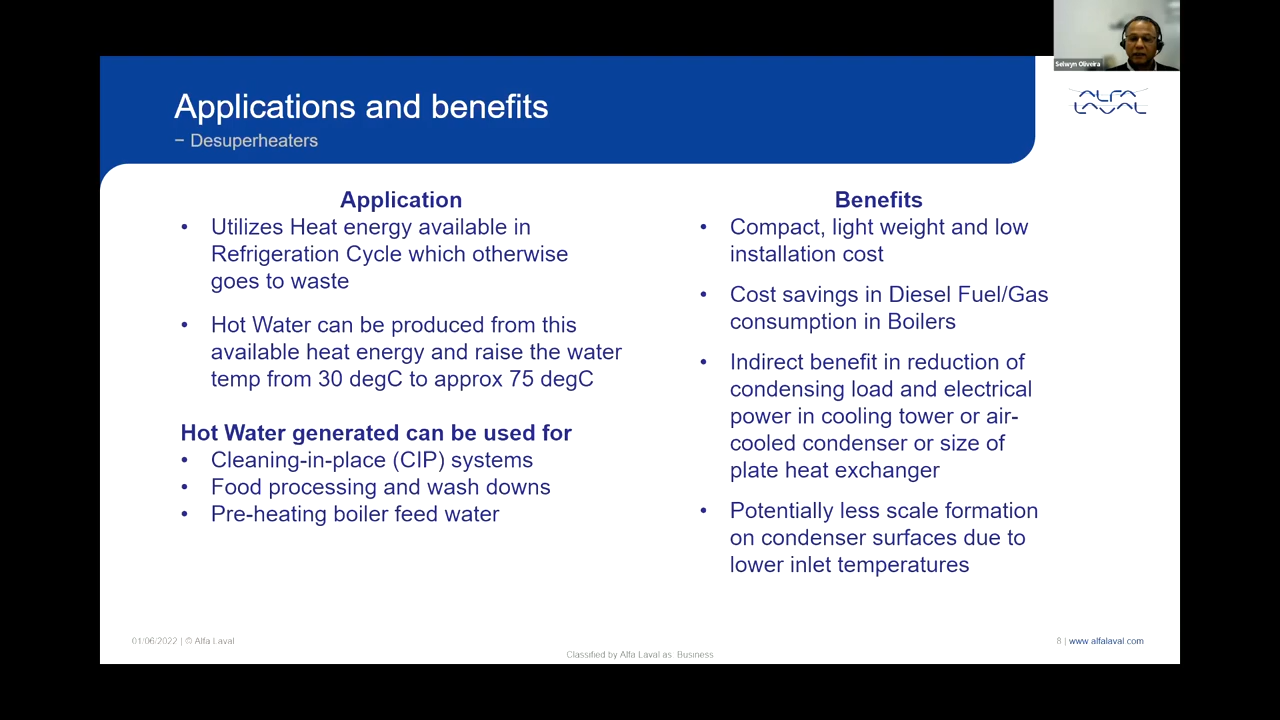 Selwyn Oliveira
Applications and benefits
− Desuperheaters
ALFA
LAVAL
Application
• Utilizes Heat energy available in
Refrigeration Cycle which otherwise
goes to waste
• Hot Water can be produced from this
available heat energy and raise the water
temp from 30 degC to approx 75 degC
Hot Water generated can be used for
• Cleaning-in-place (CIP) systems
• Food processing and wash downs
• Pre-heating boiler feed water
Benefits
• Compact, light weight and low
installation cost
• Cost savings in Diesel Fuel/Gas
consumption in Boilers
• Indirect benefit in reduction of
condensing load and electrical
power in cooling tower or air-
cooled condenser or size of
plate heat exchanger
• Potentially less scale formation
on condenser surfaces due to
lower inlet temperatures
01/06/2022 | © Alfa Laval
8 | www.alfalaval.com
Classified by Alfa Laval as: Business